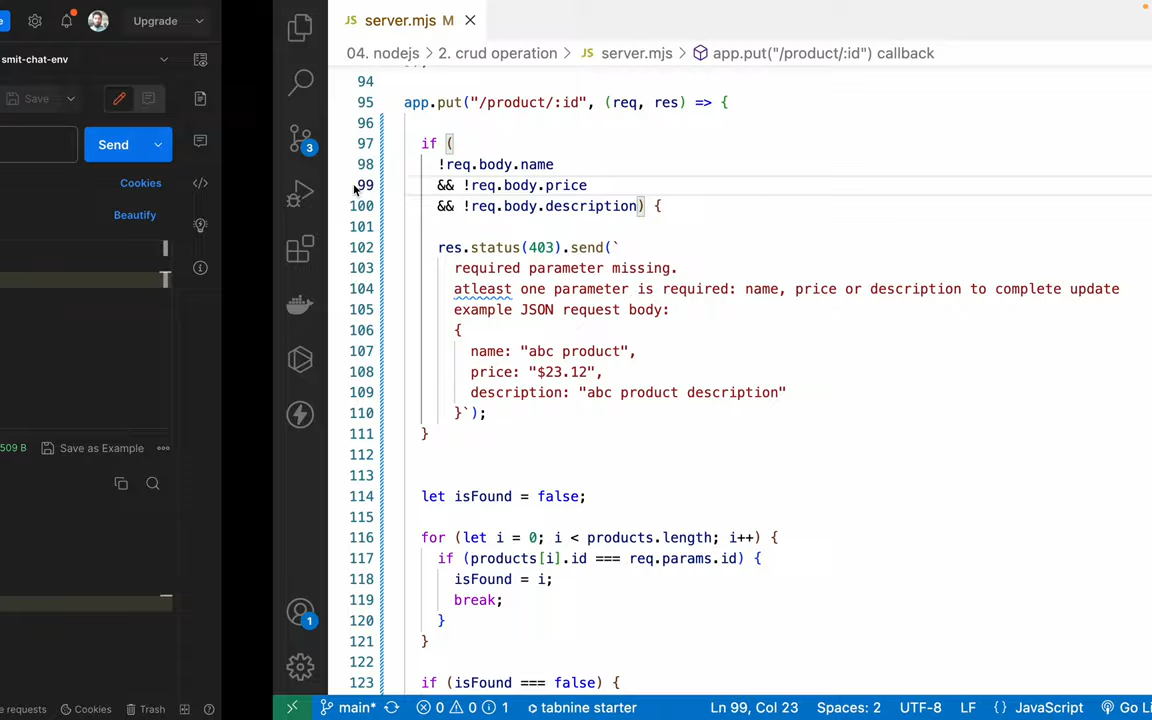 Upgrade
smit-chat-env
Save
Send
Cookies
Beautify
509 B Save as Example
e requests Cookies Trash
3
1
JS server.mjs M
04. nodejs > 2. crud operation > JS server.mjs > app.put("/product/:id") callback
94
95 app.put("/product/:id", (req, res) => {
96
97 if (
98 !req.body.name
99 && !req.body.price
100 && !req.body.description) {
101
102 res.status(403).send(`
103 required parameter missing.
104 atleast one parameter is required: name, price or description to complete update
105 example JSON request body:
106 {
107 name: "abc product",
108 price: "$23.12",
109 description: "abc product description"
110 }`);
111 }
112
113
114 let isFound = false;
115
116 for (let i = 0; i < products.length; i++) {
117 if (products[i].id === req.params.id) {
118 isFound = i;
119 break;
120 }
121 }
122
123 if (isFound === false) {
main* 0 0 1 tabnine starter Ln 99, Col 23 Spaces: 2 UTF-8 LF {} JavaScript Go Li